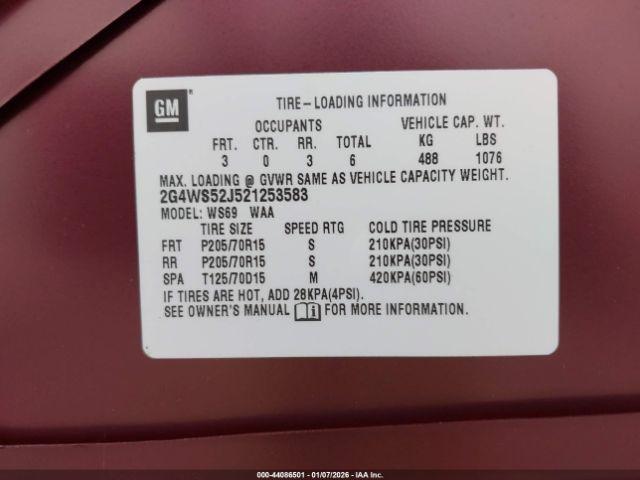 GM
TIRE-LOADING INFORMATION
OCCUPANTS VEHICLE CAP. WT.
FRT. CTR. RR. TOTAL KG LBS
3 0 3 6 488 1076
MAX. LOADING @ GVWR SAME AS VEHICLE CAPACITY WEIGHT.
2G4WS52J521253583
MODEL: WS69 WAA
TIRE SIZE SPEED RTG COLD TIRE PRESSURE
FRT P205/70R15 S 210KPA(30PSI)
RR P205/70R15 S 210KPA(30PSI)
SPA T125/70D15 M 420KPA(60PSI)
IF TIRES ARE HOT, ADD 28KPA(4PSI).
SEE OWNER'S MANUAL i FOR MORE INFORMATION.
000-44086501 - 01/07/2026 - IAA Inc.